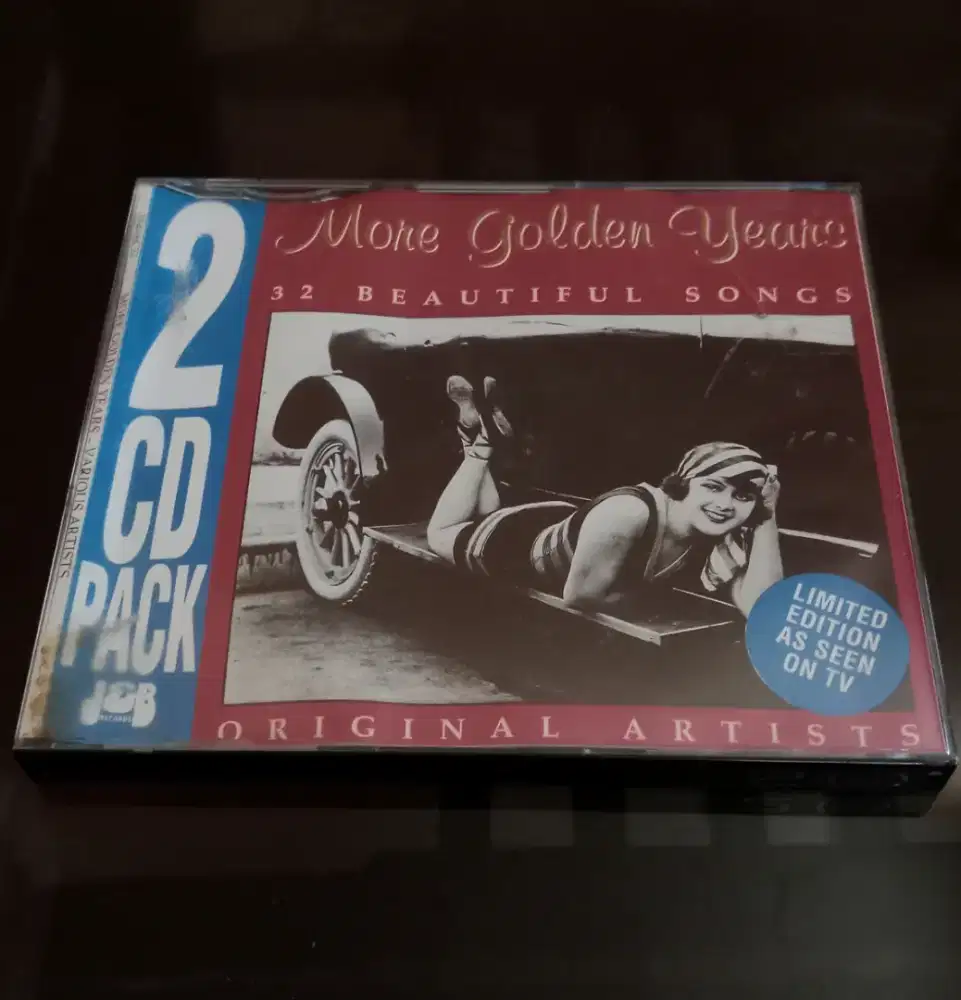 More Golden Years
32 BEAUTIFUL SONGS
2
CD
PACK
J&B
RECORDS
MORE GOLDEN YEARS - VARIOUS ARTISTS
LIMITED
EDITION
AS SEEN
ON TV
ORIGINAL ARTISTS